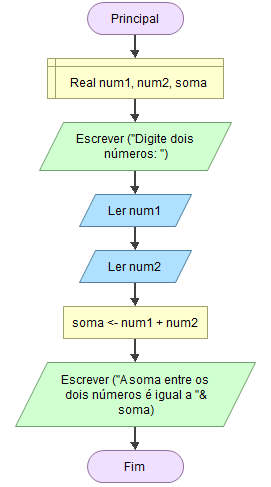 Principal
Real num1, num2, soma
Escrever ("Digite dois
números: ")
Ler num1
Ler num2
soma <- num1 + num2
Escrever ("A soma entre os
dois números é igual a "&
soma)
Fim